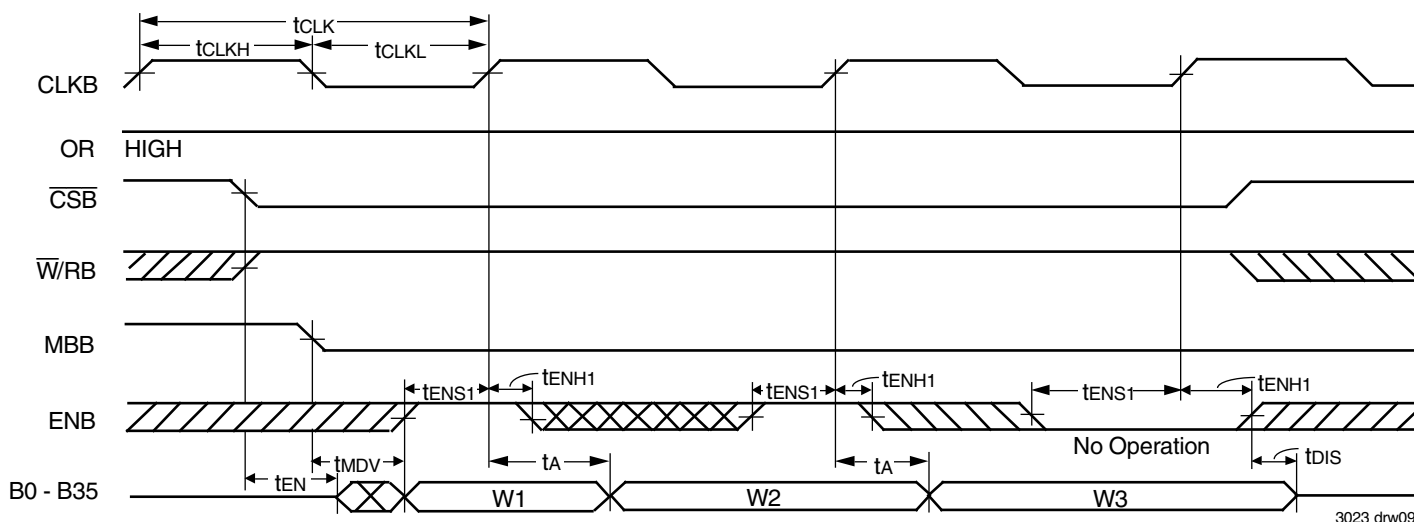 tCLK
tCLKH tCLKL
CLKB
OR HIGH
CSB
W/RB
MBB
tENS1 tENH1 tENS1 tENH1 tENS1 tENH1
ENB
No Operation
tMDV tA tA tDIS
tEN
B0 - B35 W1 W2 W3
3023 drw09